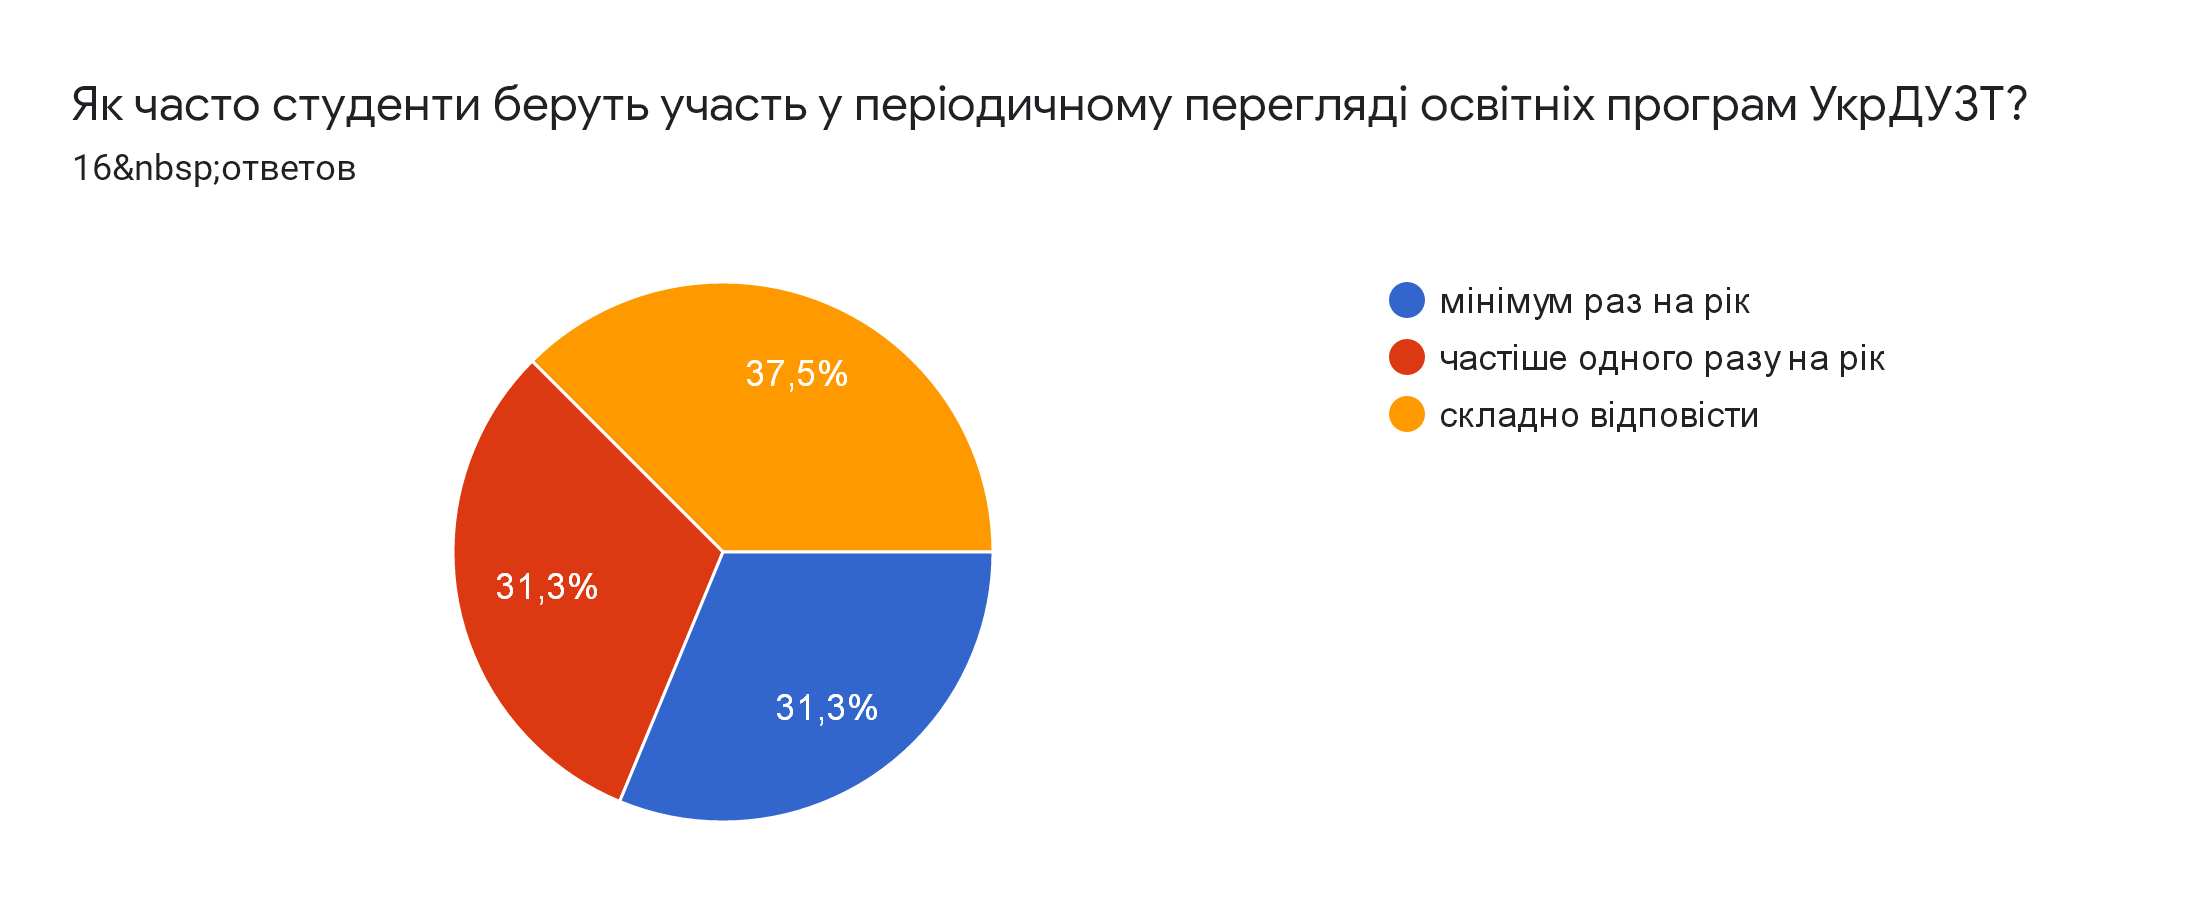 Як часто студенти беруть участь у періодичному перегляді освітніх програм УкрДУЗТ?
16&nbsp;ответов
мінімум раз на рік
частіше одного разу на рік
складно відповісти
37,5%
31,3%
31,3%